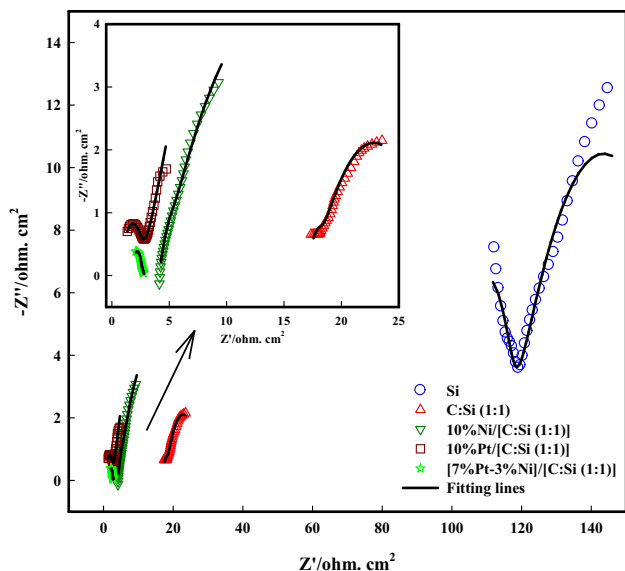 -Z''/ohm. cm²
15
14
12
10
8
6
4
2
0
0
20
40
60
80
100
120
140
Z'/ohm. cm²
-Z''/ohm. cm²
4
3
2
1
0
0
5
10
15
20
25
Z'/ohm. cm²
Si
C:Si (1:1)
10%Ni/[C:Si (1:1)]
10%Pt/[C:Si (1:1)]
[7%Pt-3%Ni]/[C:Si (1:1)]
Fitting lines